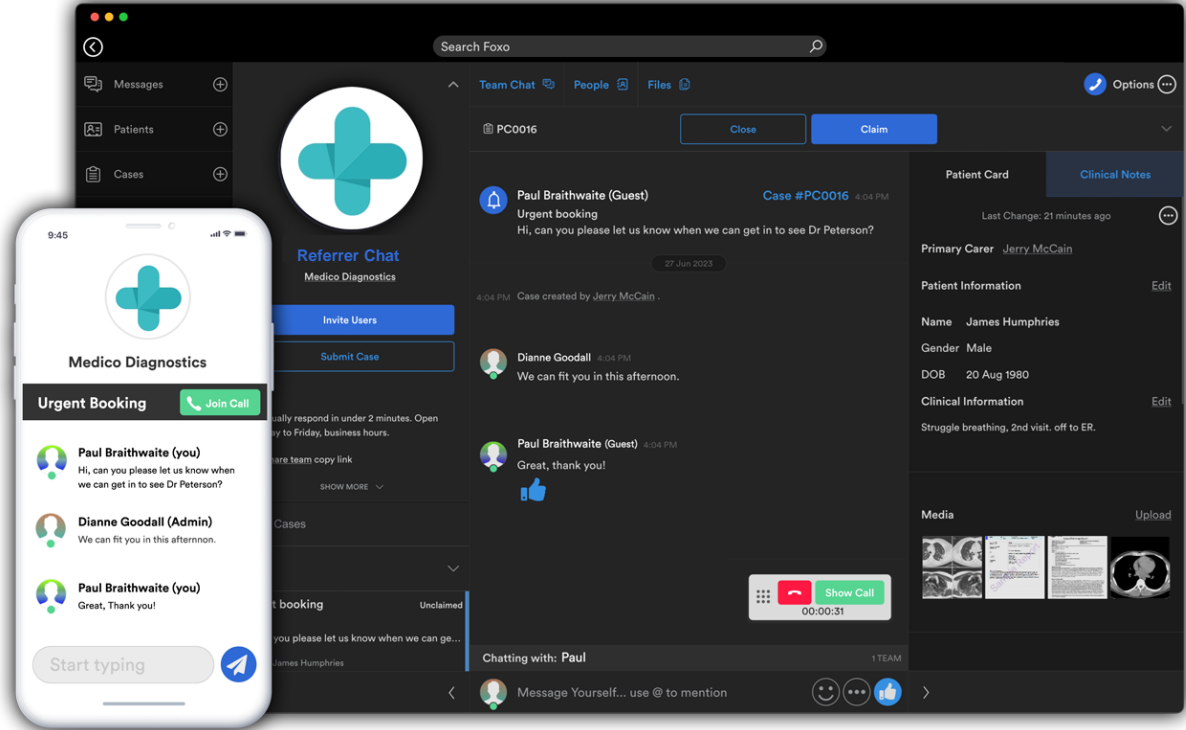 Search Foxo
Messages
Patients
Cases
Referrer Chat
Medico Diagnostics
Invite Users
Submit Case
ually respond in under 2 minutes. Open
ay to Friday, business hours.
are team copy link
SHOW MORE
Cases
t booking
Unclaimed
you please let us know when we can ge...
James Humphries
Team Chat
People
Files
Options
PC0016
Close
Claim
Paul Braithwaite (Guest)
Case #PC0016 4:04 PM
Urgent booking
Hi, can you please let us know when we can get in to see Dr Peterson?
27 Jun 2023
4:04 PM Case created by Jerry McCain .
Dianne Goodall 4:04 PM
We can fit you in this afternoon.
Paul Braithwaite (Guest) 4:04 PM
Great, thank you!
Show Call
00:00:31
Chatting with: Paul
1 TEAM
Message Yourself... use @ to mention
Patient Card
Clinical Notes
Last Change: 21 minutes ago
Primary Carer Jerry McCain
Patient Information
Edit
Name James Humphries
Gender Male
DOB 20 Aug 1980
Clinical Information
Edit
Struggle breathing, 2nd visit. off to ER.
Media
Upload
9:45
Medico Diagnostics
Urgent Booking
Join Call
Paul Braithwaite (you)
Hi, can you please let us know when
we can get in to see Dr Peterson?
Dianne Goodall (Admin)
We can fit you in this afternnon.
Paul Braithwaite (you)
Great, Thank you!
Start typing